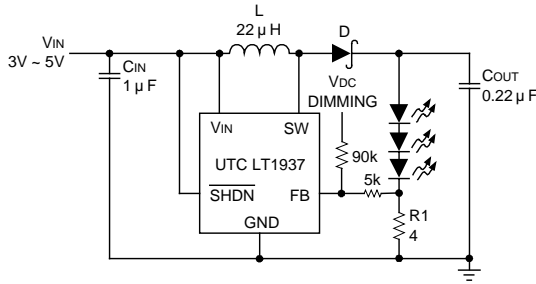 L
22 µ H
D
VIN
3V ~ 5V
CIN
1 µ F
VDC
DIMMING
COUT
0.22 µ F
VIN
SW
90k
UTC LT1937
5k
SHDN
FB
GND
R1
4